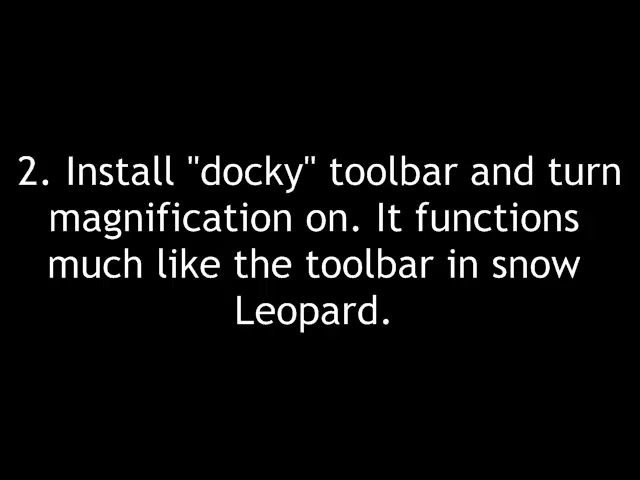 2. Install "docky" toolbar and turn
magnification on. It functions
much like the toolbar in snow
Leopard.